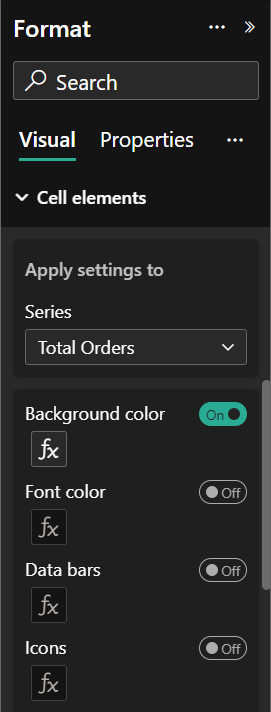 Format
Search
Visual Properties
Cell elements
Apply settings to
Series
Total Orders
Background color On
fx
Font color Off
fx
Data bars Off
fx
Icons Off
fx